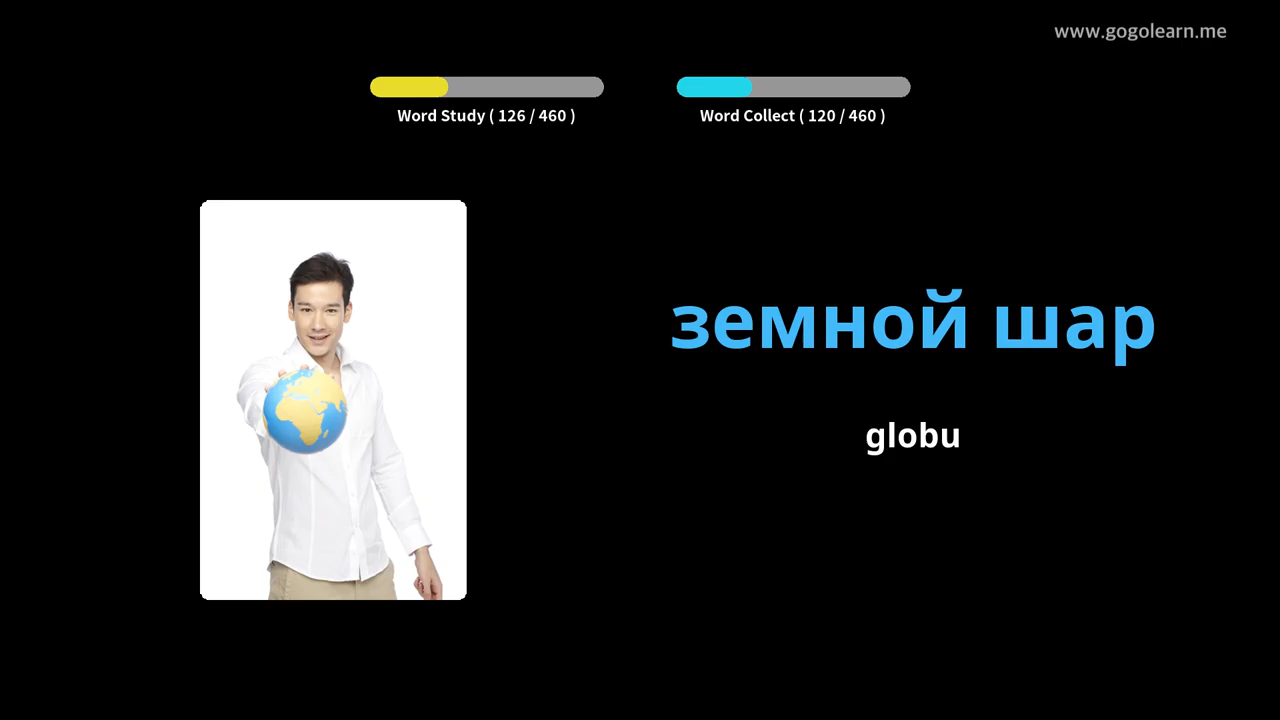 www.gogolearn.me
Word Study ( 126 / 460 )
Word Collect ( 120 / 460 )
земной шар
globu